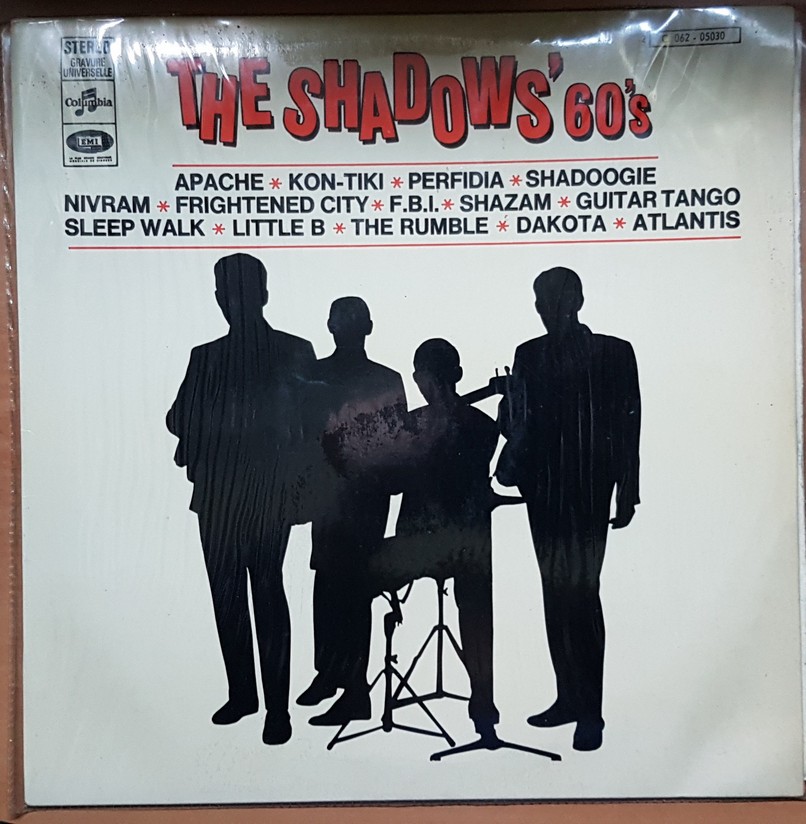 STEREO
GRAVURE
UNIVERSELLE
Columbia
EMI
062 - 05030
THE SHADOWS' 60's
APACHE * KON-TIKI * PERFIDIA * SHADOOGIE
NIVRAM * FRIGHTENED CITY * F.B.I. * SHAZAM * GUITAR TANGO
SLEEP WALK * LITTLE B * THE RUMBLE * DAKOTA * ATLANTIS